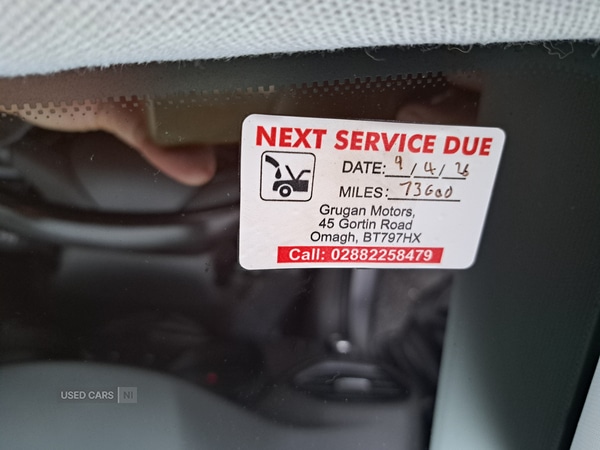 NEXT SERVICE DUE
DATE: 9/4/26
MILES: 73600
Grugan Motors,
45 Gortin Road
Omagh, BT797HX
Call: 02882258479
USED CARS NI